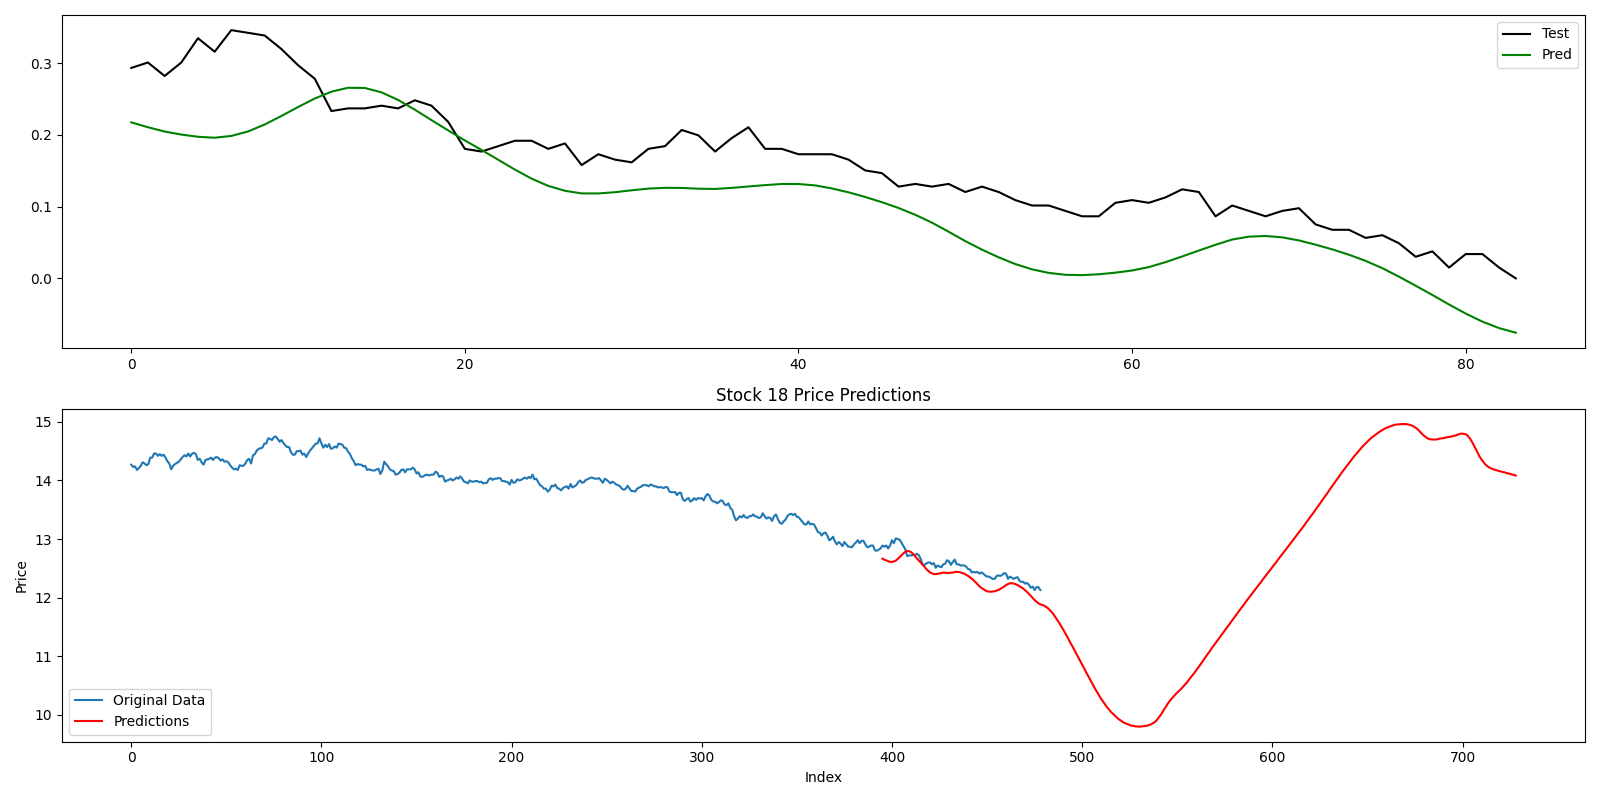 Test
Pred
0.3
0.2
0.1
0.0
0 20 40 60 80
Stock 18 Price Predictions
15
14
13
12
11
10
Price
Original Data
Predictions
0 100 200 300 400 500 600 700
Index